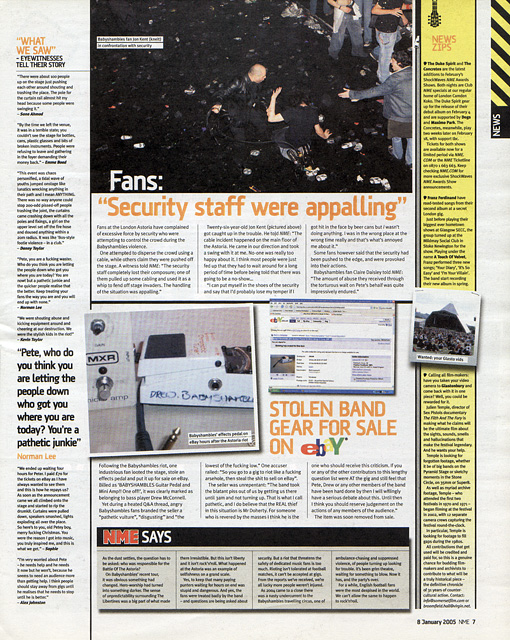 "WHAT
WE SAW"
– EYEWITNESSES
TELL THEIR STORY
"There were about 100 people
up on the stage just pushing
each other around shouting and
trashing the place. The pole for
the curtain rail almost hit my
head because some people were
swinging it."
– Sana Ahmed
"By the time we left the venue,
it was in a terrible state; you
couldn't see the stage for bottles,
cans, plastic glasses and bits of
broken instruments. People were
refusing to leave and gathering
in the foyer demanding their
money back." – Emma Bond
"This event was chaos
personified, a tidal wave of
youths jumped onstage like
lunatics wrecking anything in
their path and I mean ANYTHING.
There was no way anyone could
stop 200-odd pissed-off people
trashing the joint, the curtains
came crashing down with all the
poles and fixings, a girl on the
upper level set off the fire hose
and doused anything within a
20m radius. It was like '80s-style
footie violence – in a club."
– Danny Taylor
"Pete, you are a fucking wanker.
Who do you think you are letting
the people down who got you
where you are today? You are
now but a pathetic junkie and
the quicker people realise that
the better. Keep treating your
fans the way you are and you will
end up with none."
– Norman Lee
"We were shouting abuse and
kicking equipment around and
cheering at our destruction. We
were the stylish kids in the riot!"
– Kevin Taylor
"Pete, who do
you think you
are letting the
people down
who got you
where you are
today? You're a
pathetic junkie"
Norman Lee
"We ended up waiting four
hours for Peter. I paid £70 for
the tickets on eBay as I have
always wanted to see them
and this is how he repays us?
As soon as the announcement
came we all climbed onto the
stage and started to rip the
drumkit. Curtains were pulled
down, speakers smashed, lights
exploding all over the place.
So here's to you, old Petey boy,
merry fucking Christmas. You
were the reason I got into music,
you truly inspired me, and this is
what we get." – Sophie
"I'm very worried about Pete
– he needs help and he needs
it now but he won't, because he
seems to need an audience more
than getting help. I think people
should stay away from gigs until
he realises that he needs to stop
until he is better."
– Alex Johnston
Babyshambles fan Jon Kent (kneels)
in confrontation with security
Fans:
"Security staff were appalling"
Fans at the London Astoria have complained
of excessive force by security who were
attempting to control the crowd during the
Babyshambles violence.
One attempted to disperse the crowd using a
cable, while others claim they were pushed off
the stage. A witness told NME: "The security
staff completely lost their composure; one of
them pulled up some cabling and used it as a
whip to fend off stage invaders. The handling
of the situation was appalling."
Twenty-six-year-old Jon Kent (pictured above)
got caught up in the trouble. He told NME: "The
cable incident happened on the main floor of
the Astoria. He came in our direction and took
a swing with it at me. No one was really too
happy about it. I think most people were just
fed up that they had to wait around for a long
period of time before being told that there was
going to be a no-show.
"I can put myself in the shoes of the security
and say that I'd probably lose my temper if I
got hit in the face by beer cans but I wasn't
doing anything. I was in the wrong place at the
wrong time really and that's what's annoyed
me about it."
Some fans however said that the security had
been pushed to the edge, and were provoked
by violent actions.
Babyshambles fan Claire Daisley told NME:
"The amount of abuse they received through
the tortuous wait on Pete's behalf was quite
impressively endured."
MXR
DREW. BABYSHAMBLES
Babyshambles' effects pedal on
eBay hours after the Astoria riot
STOLEN BAND
GEAR FOR SALE
ON ebY
Following the Babyshambles riot, one
industrious fan looted the stage, stole an
effects pedal and put it up for sale on eBay.
Billed as 'BABYSHAMBLES Guitar Pedal and
Mini Amp!! One off!', it was clearly marked as
belonging to bass player Drew McConnell.
Yet during a heated Q&A thread, angry
Babyshambles fans branded the seller a
"pathetic vulture", "disgusting" and "the
lowest of the fucking low". One accuser
railed: "So you go to a gig to riot like a fucking
arsehole, then steal the shit to sell on eBay!".
The seller was unrepentant: "The band took
the blatant piss out of us by getting us there
until 2am and not turning up. That is what I call
pathetic, and I also believe that the REAL thief
in this situation is Mr Doherty. For someone
who is revered by the masses I think he is the
one who should receive this criticism. If you
or any of the other contributors to this lengthy
question list were AT the gig and still feel that
Pete, Drew or any other members of the band
have been hard done by then I will willingly
have a serious debate about this. Until then
I think you should refrain to comment on the
actions of any members of the audience."
The item was soon removed from sale.
NME SAYS
As the dust settles, the question has
to be asked: who was responsible for
the Battle Of The Astoria?
On Babyshambles' recent tour,
it was obvious something had
changed. Hero worship had turned
into something darker. The sense
of unpredictability surrounding The
Libertines was a big part of what made
them irresistible. But this isn't liberty
and it isn't rock'n'roll. What happened
at the Astoria was an example of
indifference on a grand scale.
Yes, to keep that many paying
punters waiting for hours on end was
stupid and dangerous. And yes, the
fans were treated badly by the band
– and questions are being asked about
security. But a riot that threatens the
safety of dedicated music fans is too
much. Rioting isn't tolerated at football
matches, it can't be accepted at gigs.
From the reports we've received, we're
all lucky more people weren't injured.
As 2004 came to a close there
was a nasty undercurrent to the
Babyshambles travelling circus, one of
ambulance-chasing and suppressed
violence, of people turning up looking
for trouble. It's been grim theatre,
waiting for something to blow. Now it
has, and the party's over.
For a while, English football fans
were the most despised in the world.
We can't allow the same to happen
to rock'n'roll.
NEWS
ZIPS
The Duke Spirit and The
Concretes are the latest
additions to February's
ShockWaves NME Awards
Shows. Both nights are Club
NME specials at our regular
home of London Camden
Koko. The Duke Spirit gear
up for the release of their
debut album on February 4
and are supported by Dogs
and Maxïmo Park. The
Concretes, meanwhile, play
two weeks later on February
18, with support tbc.
Tickets for both shows
are available now for a
limited period via NME.
COM or the NME Ticketline
on 0870 1 663 663. Keep
checking NME.COM for
more exclusive ShockWaves
NME Awards Show
announcements.
Franz Ferdinand have
road-tested songs from their
second album at a secret
London gig.
Just before playing their
biggest ever hometown
shows at Glasgow SECC, the
group turned up at the
Mildmay Social Club in
Stoke Newington for the
show. Playing under the
name A Touch Of Velvet,
Franz performed three new
songs; 'Your Diary', 'It's So
Easy' and 'I'm Your Villain'.
The band start recording
their new album in spring.
Wanted: your Glasto vids
Calling all film-makers:
have you taken your video
camera to Glastonbury and
come back with it in one
piece? Well, you could be
rewarded for it.
Julien Temple, director of
Sex Pistols documentary
The Filth And The Fury is
making what he claims will
be the ultimate film about
the sights, sounds, smells
and hallucinations that
make the festival legendary.
And he wants your help.
Temple is looking for
forgotten footage, whether
it be of big bands on the
Pyramid Stage or sketchy
moments in the Stone
Circle, on 35mm or Super8.
As well as myriad archive
footage, Temple – who
attended the first two
festivals in 1970 and 1971 –
began filming at the festival
in 2002, with 12 separate
camera crews capturing the
festival round-the-clock.
In particular, Temple is
looking for footage to fill
gaps during the 1980s.
All contributions that get
used will be credited and
paid for, so this is a genuine
chance for budding film-
makers and archivists to
contribute to what will be
a truly historical piece –
the definitive chronicle
of 35 years of counter-
cultural action. Contact:
NEWS
8 January 2005 NME 7